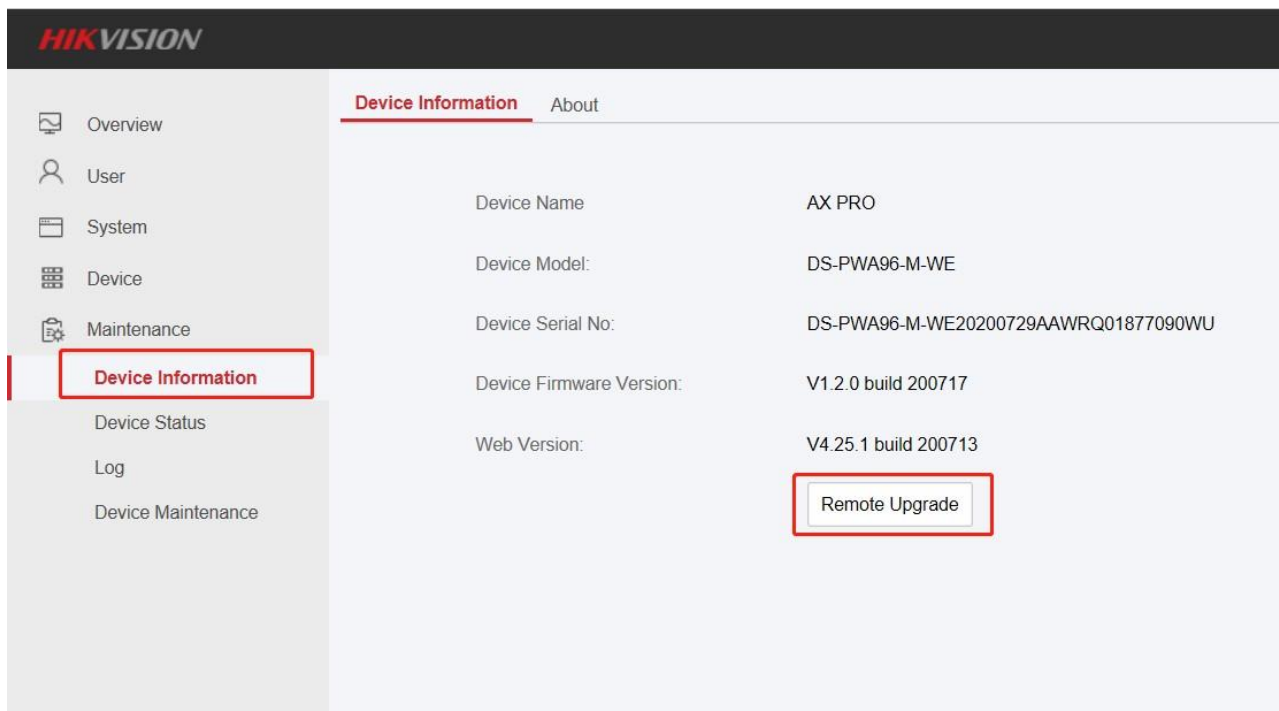 HIKVISION
Overview
User
System
Device
Maintenance
Device Information
Device Status
Log
Device Maintenance
Device Information About
Device Name AX PRO
Device Model: DS-PWA96-M-WE
Device Serial No: DS-PWA96-M-WE20200729AAWRQ01877090WU
Device Firmware Version: V1.2.0 build 200717
Web Version: V4.25.1 build 200713
Remote Upgrade